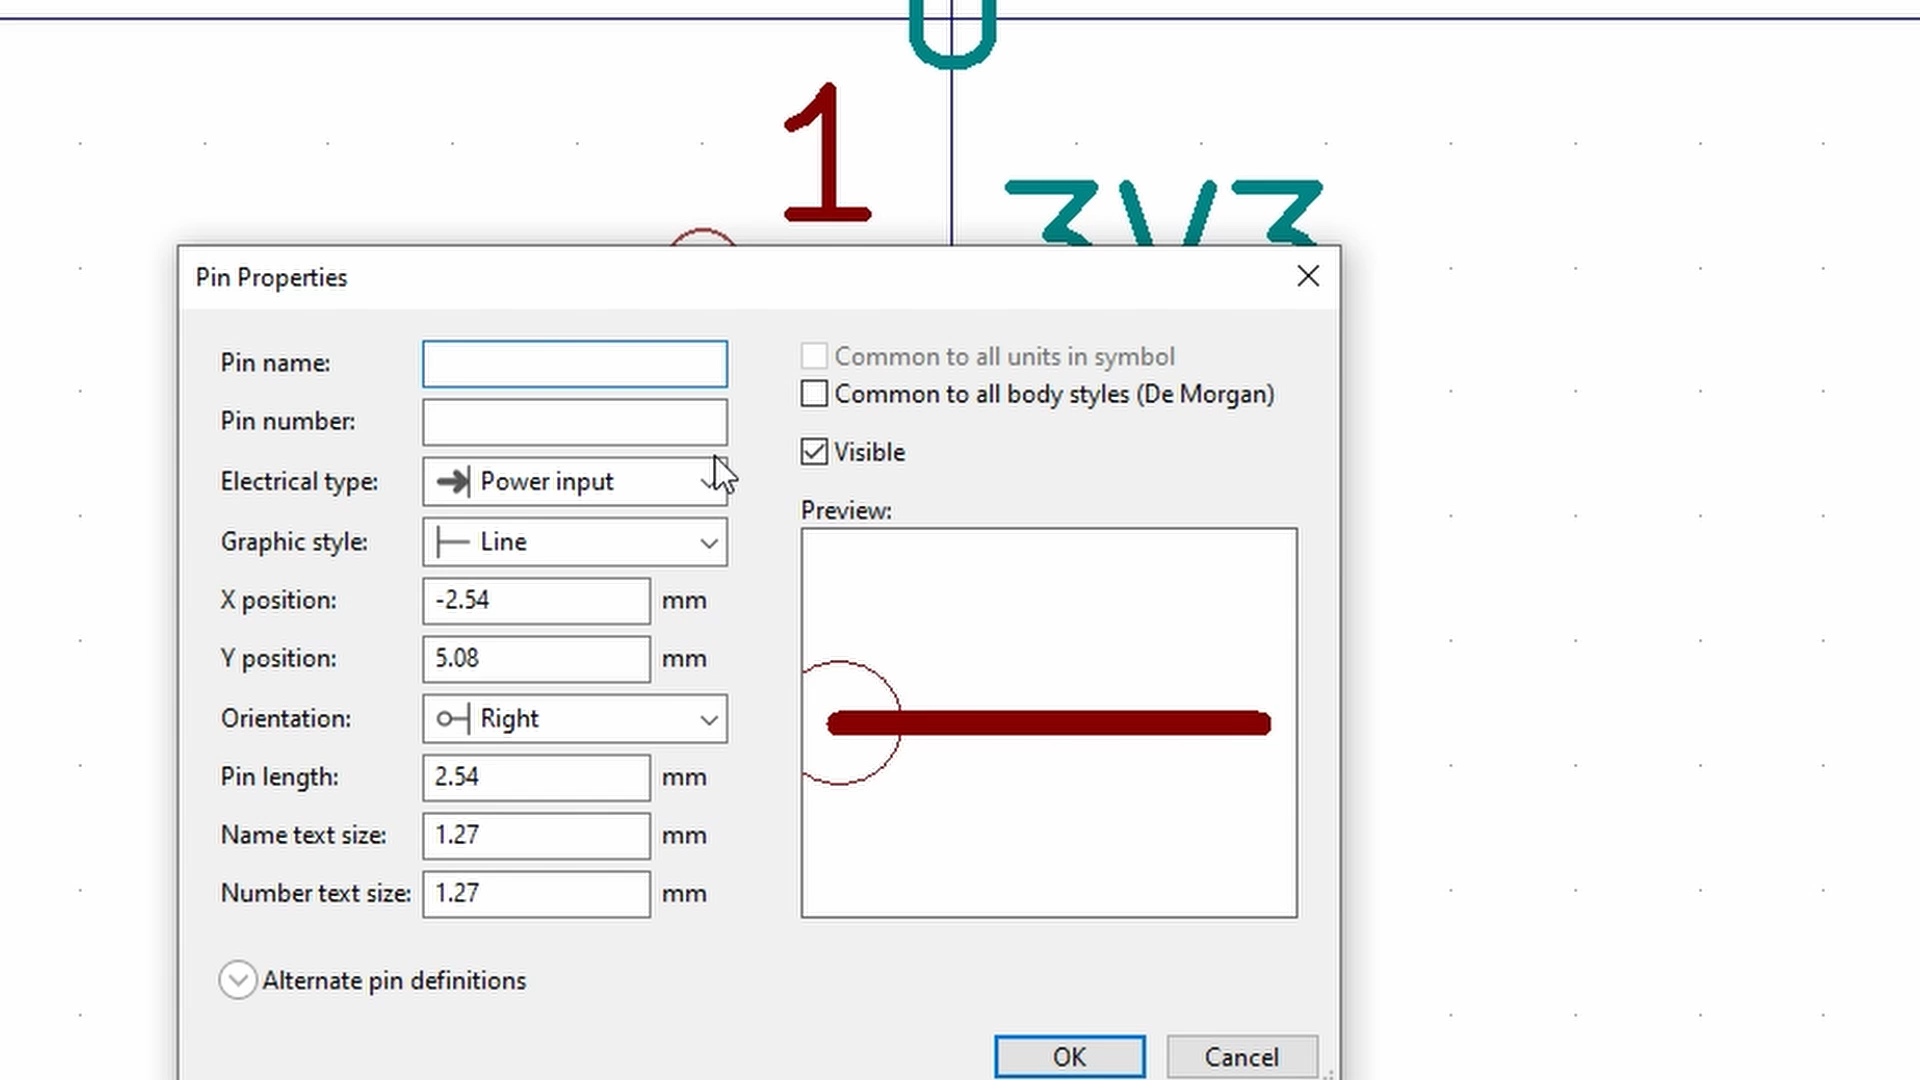 U
1
3V3
Pin Properties
Pin name:
Pin number:
Electrical type: Power input
Graphic style: Line
X position: -2.54 mm
Y position: 5.08 mm
Orientation: Right
Pin length: 2.54 mm
Name text size: 1.27 mm
Number text size: 1.27 mm
Common to all units in symbol
Common to all body styles (De Morgan)
Visible
Preview:
Alternate pin definitions
OK Cancel